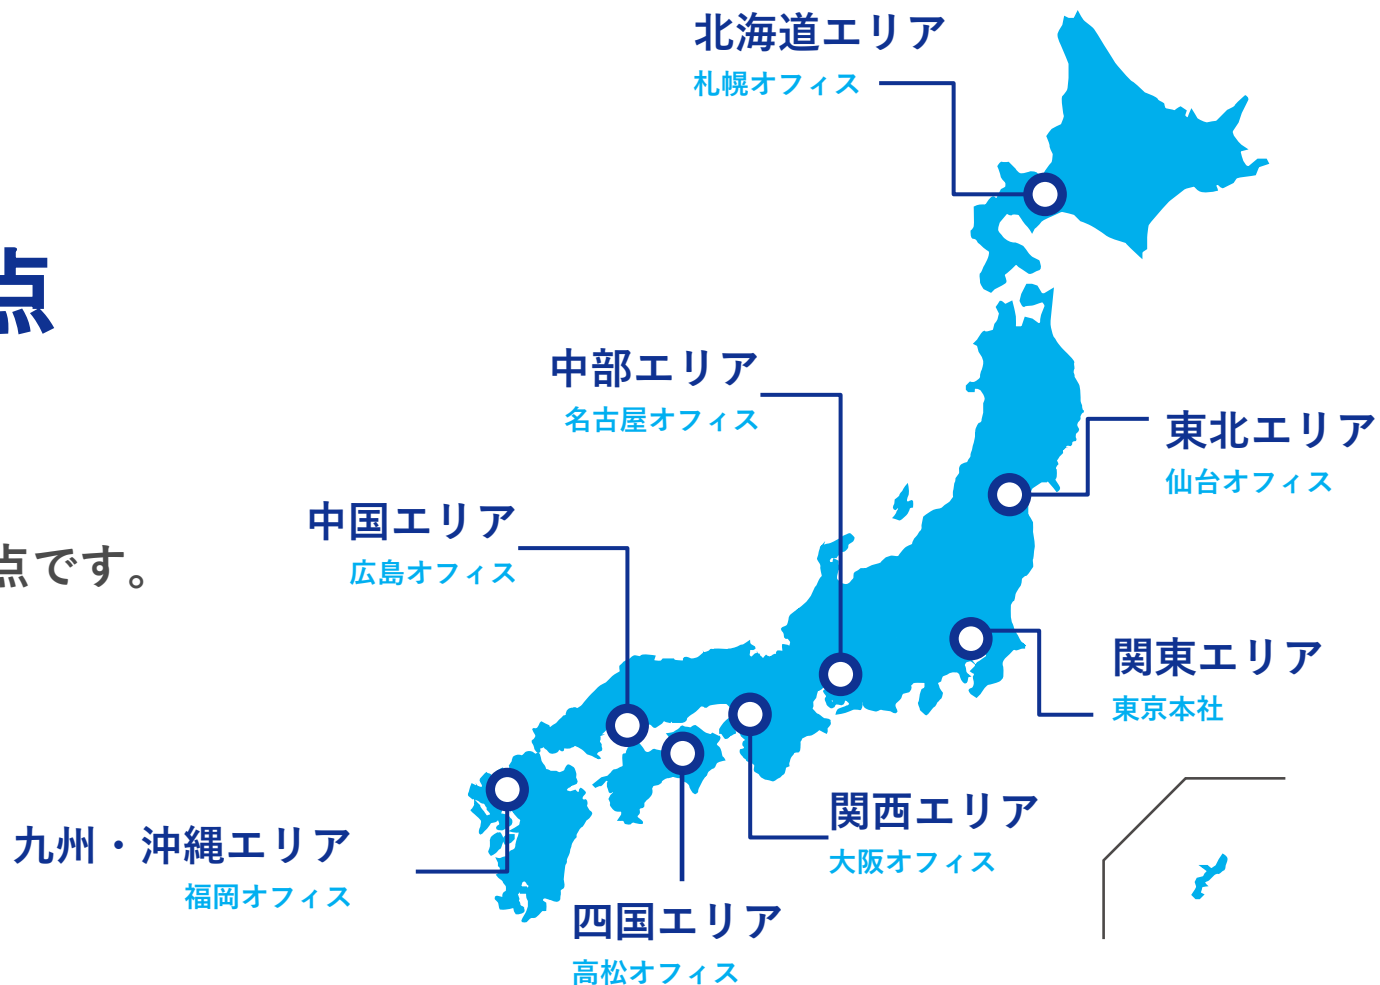 北海道エリア
札幌オフィス
点
中部エリア
名古屋オフィス
東北エリア
仙台オフィス
中国エリア
広島オフィス
点です。
関東エリア
東京本社
関西エリア
大阪オフィス
九州・沖縄エリア
福岡オフィス
四国エリア
高松オフィス